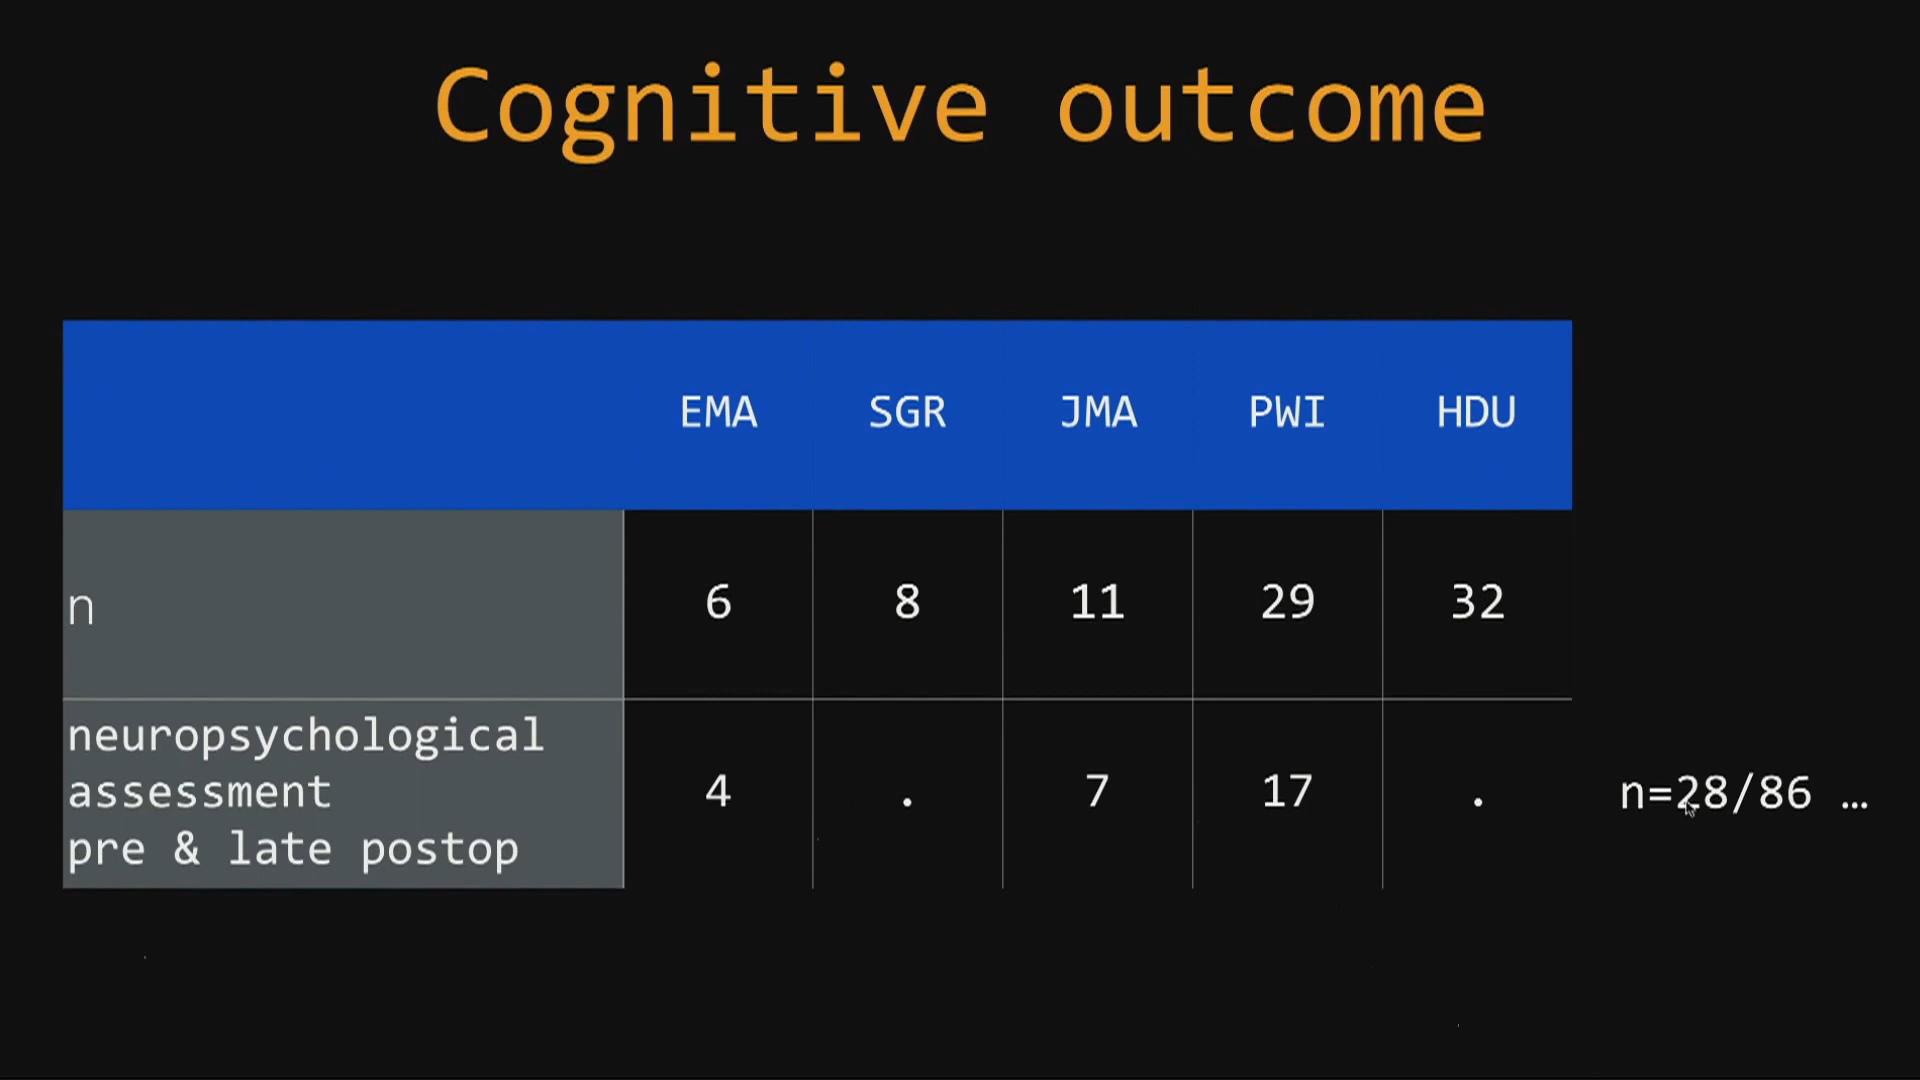 Cognitive outcome
EMA SGR JMA PWI HDU
n 6 8 11 29 32
neuropsychological
assessment 4 . 7 17 . n=28/86 …
pre & late postop